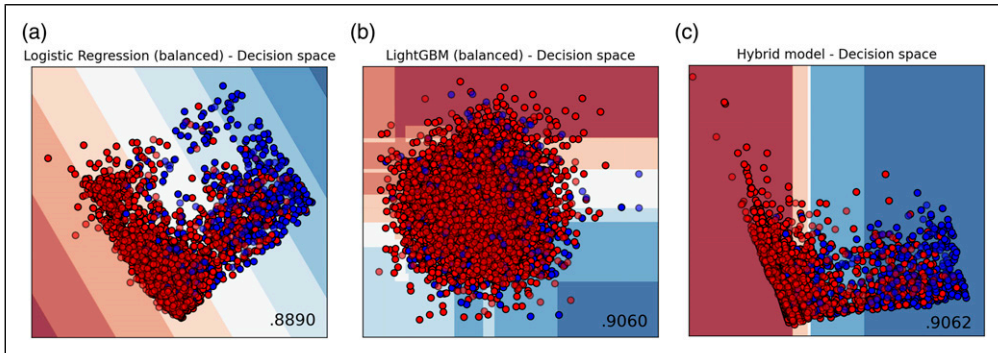 (a)
Logistic Regression (balanced) - Decision space
.8890
(b)
LightGBM (balanced) - Decision space
.9060
(c)
Hybrid model - Decision space
.9062